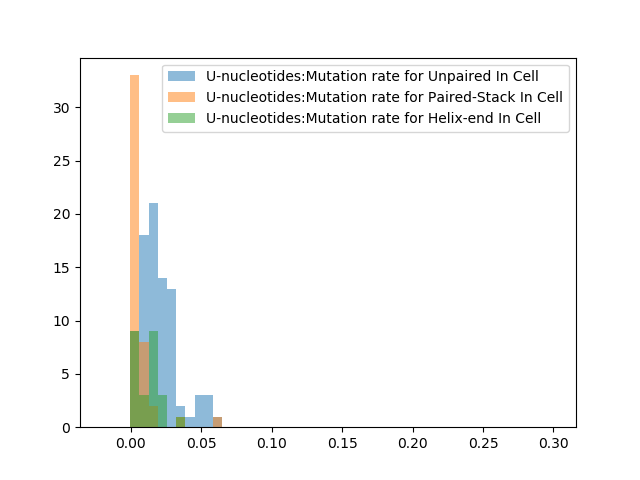 U-nucleotides:Mutation rate for Unpaired In Cell
U-nucleotides:Mutation rate for Paired-Stack In Cell
U-nucleotides:Mutation rate for Helix-end In Cell
30
25
20
15
10
5
0
0.00 0.05 0.10 0.15 0.20 0.25 0.30